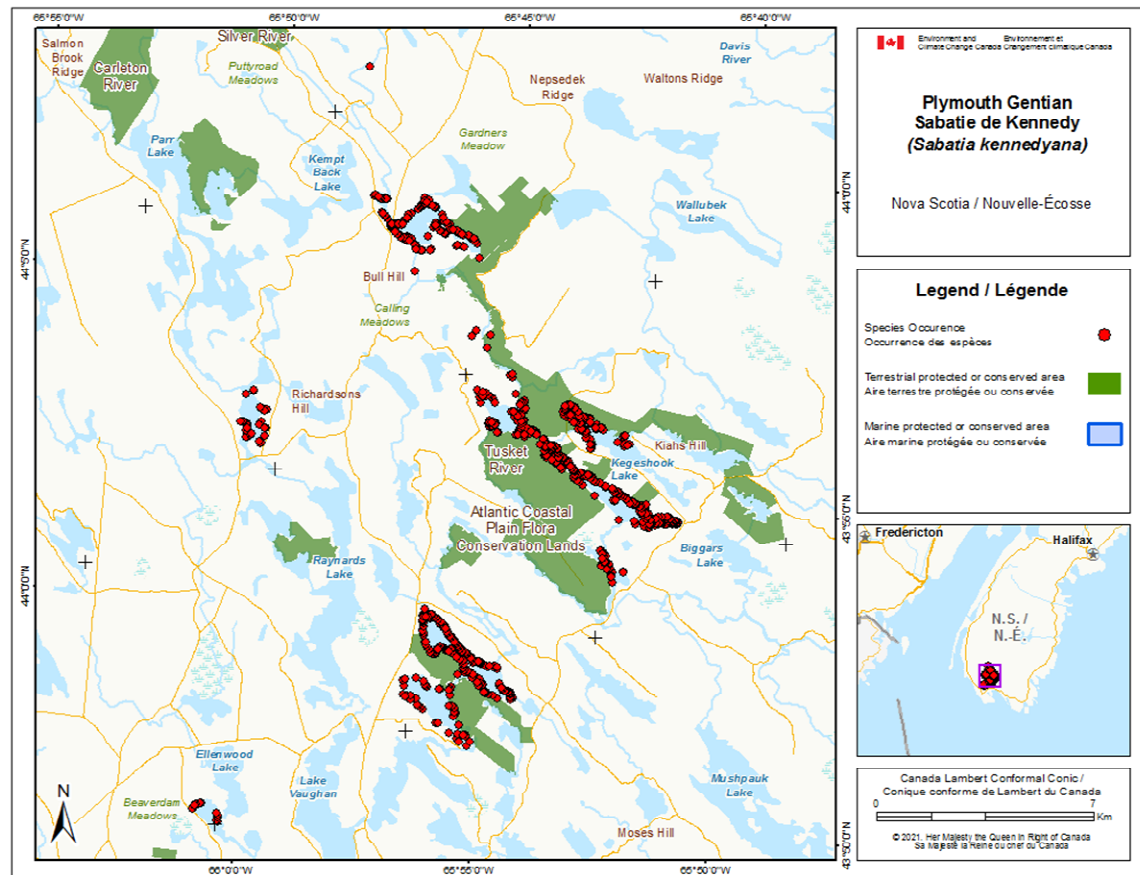 65°55'0"W
65°50'0"W
65°45'0"W
65°40'0"W
Salmon
Brook
Ridge
Carleton
River
Silver River
Puttyroad
Meadows
Nepsedek
Ridge
Waltons Ridge
Davis
River
Parr
Lake
Kempt
Back
Lake
Gardners
Meadow
Wallubek
Lake
44°0'0"N
44°5'0"N
Bull Hill
Calling
Meadows
Richardsons
Hill
Tusket
River
Kiahs Hill
Kegeshook
Lake
Atlantic Coastal
Plain Flora
Conservation Lands
43°55'0"N
Raynards
Lake
Biggars
Lake
44°0'0"N
Ellenwood
Lake
Lake
Vaughan
Mushpauk
Lake
Beaverdam
Meadows
Moses Hill
N
43°50'0"N
66°0'0"W
65°55'0"W
65°50'0"W
Environment and
Climate Change Canada
Environnement et
Changement climatique Canada
Plymouth Gentian
Sabatie de Kennedy
(Sabatia kennedyana)
Nova Scotia / Nouvelle-Écosse
Legend / Légende
Species Occurence
Occurrence des espèces
Terrestrial protected or conserved area
Aire terrestre protégée ou conservée
Marine protected or conserved area
Aire marine protégée ou conservée
Fredericton
Halifax
N.S. /
N.-É.
Canada Lambert Conformal Conic /
Conique conforme de Lambert du Canada
0 7
Km
© 2021. Her Majesty the Queen in Right of Canada
Sa Majesté la Reine du chef du Canada